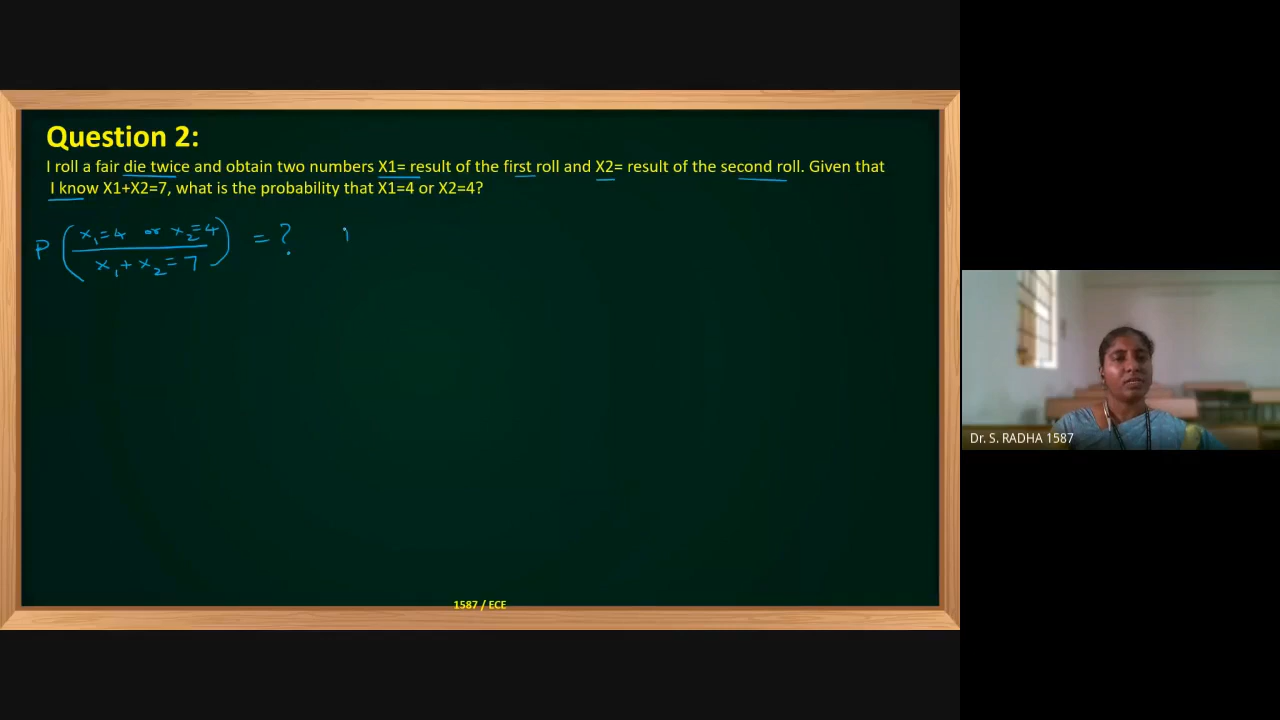 Question 2:
I roll a fair die twice and obtain two numbers X1= result of the first roll and X2= result of the second roll. Given that
I know X1+X2=7, what is the probability that X1=4 or X2=4?
P ( x₁=4 or x₂=4 / x₁+x₂=7 ) = ?
1587 / ECE
Dr. S. RADHA 1587